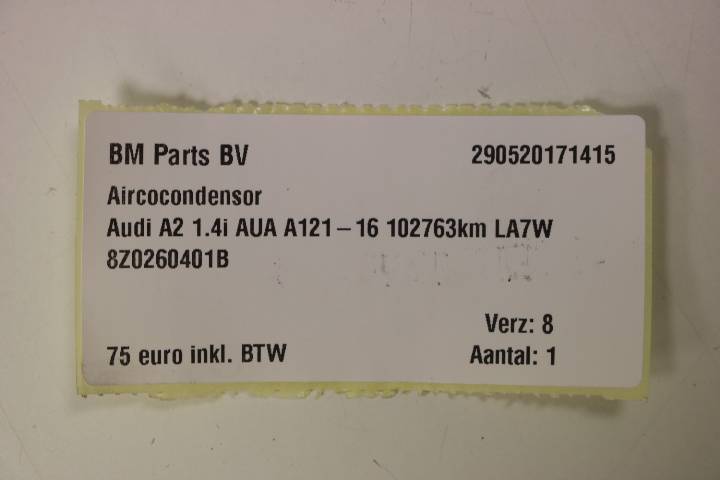 BM Parts BV 290520171415
Aircocondensor
Audi A2 1.4i AUA A121-16 102763km LA7W
8Z0260401B
Verz: 8
75 euro inkl. BTW Aantal: 1